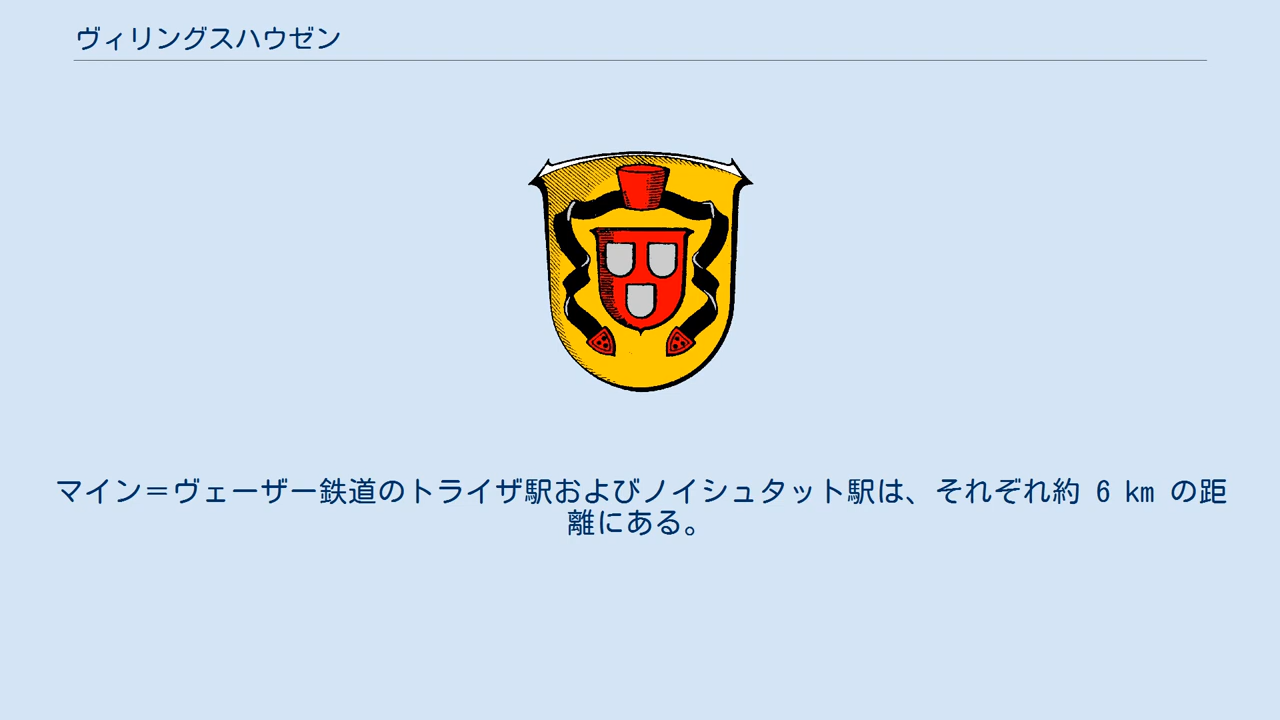 ヴィリングスハウゼン
マイン＝ヴェーザー鉄道のトライザ駅およびノイシュタット駅は、それぞれ約 6 km の距
離にある。